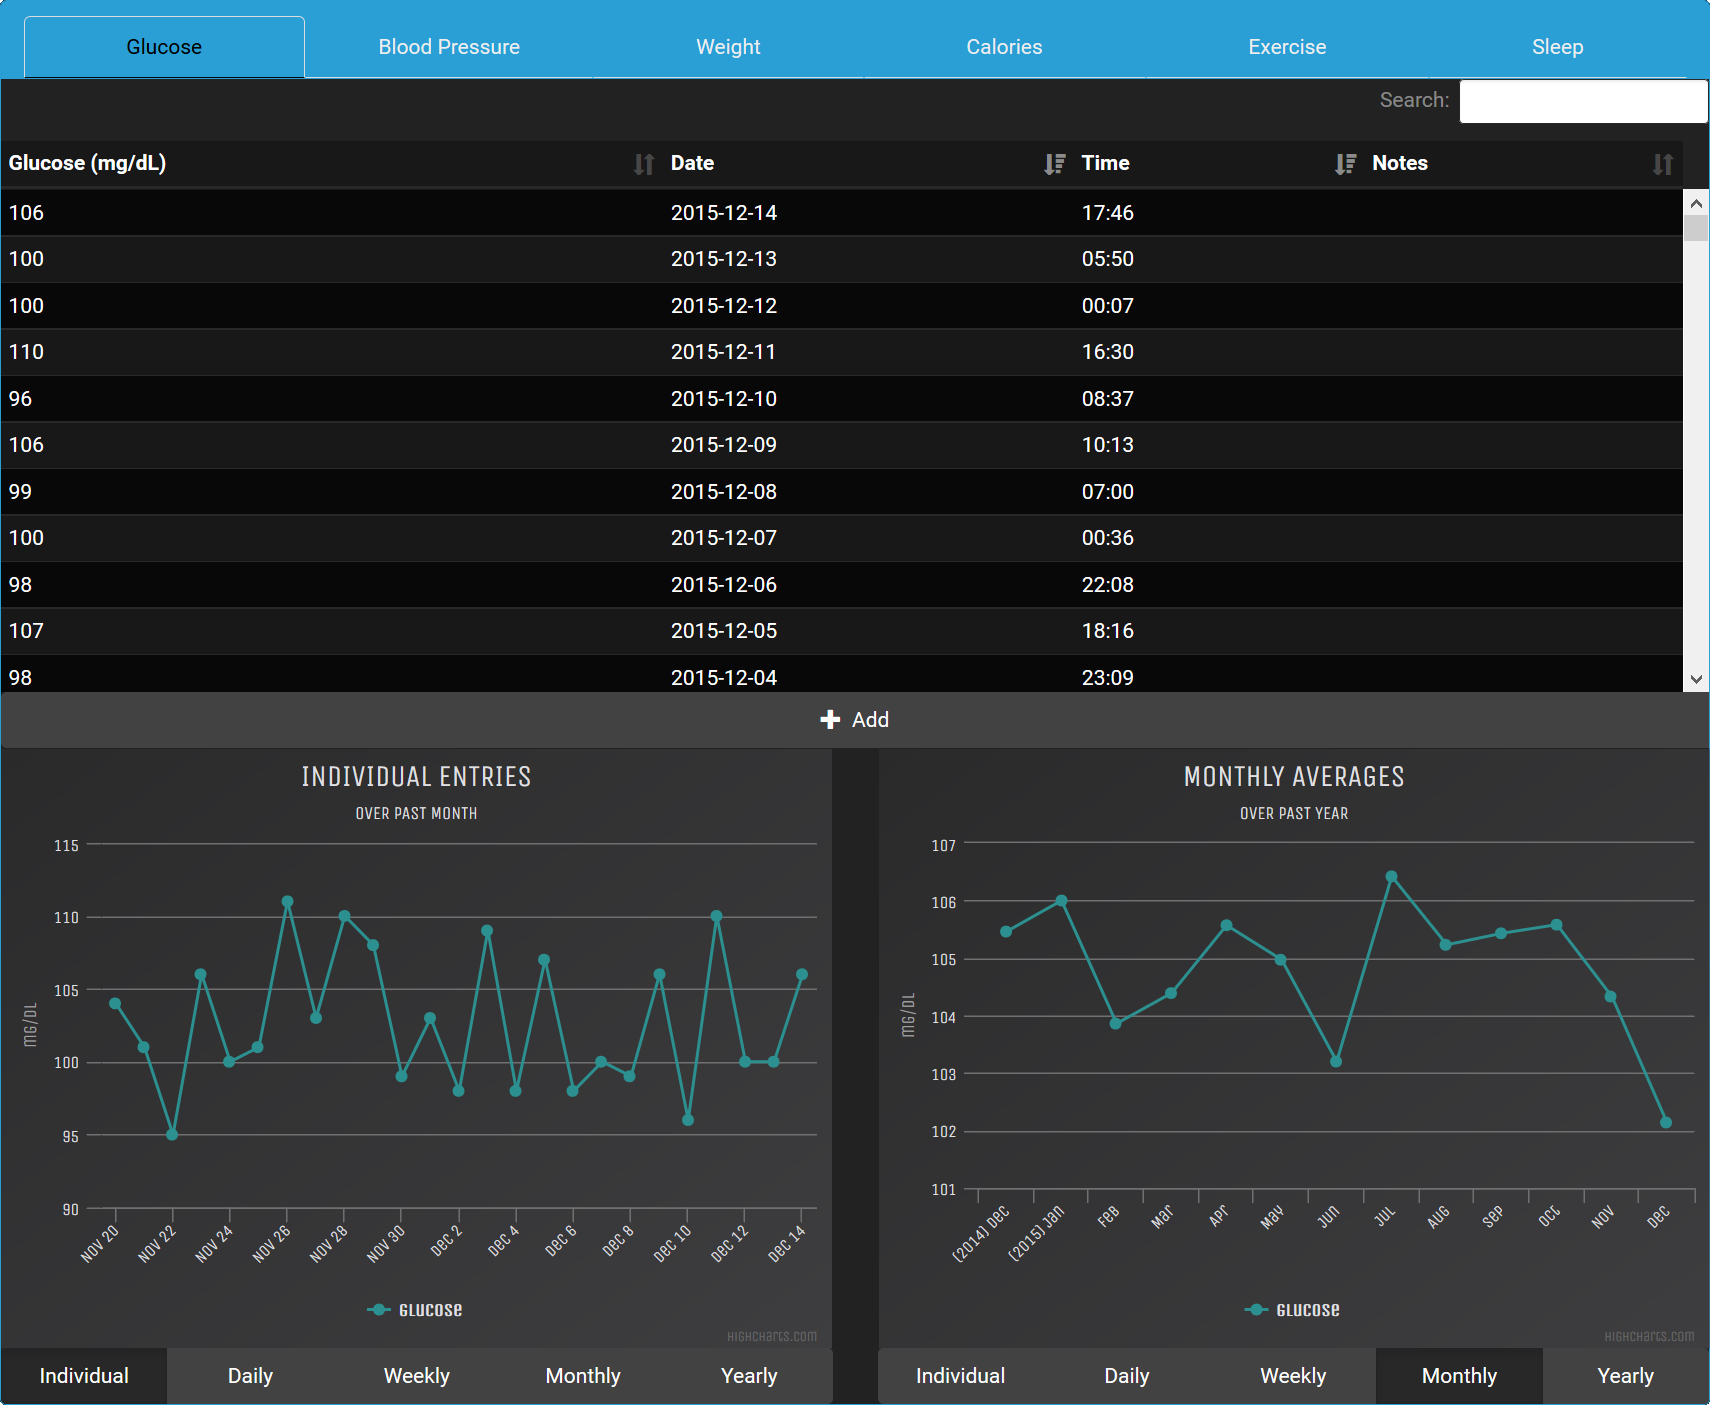 Glucose Blood Pressure Weight Calories Exercise Sleep
Search:
Glucose (mg/dL) Date Time Notes
106 2015-12-14 17:46
100 2015-12-13 05:50
100 2015-12-12 00:07
110 2015-12-11 16:30
96 2015-12-10 08:37
106 2015-12-09 10:13
99 2015-12-08 07:00
100 2015-12-07 00:36
98 2015-12-06 22:08
107 2015-12-05 18:16
98 2015-12-04 23:09
Add
INDIVIDUAL ENTRIES
OVER PAST MONTH
115
110
105
100
95
90
mg/dL
Nov 20 Nov 22 Nov 24 Nov 26 Nov 28 Nov 30 Dec 2 Dec 4 Dec 6 Dec 8 Dec 10 Dec 12 Dec 14
Glucose
Highcharts.com
Individual Daily Weekly Monthly Yearly
MONTHLY AVERAGES
OVER PAST YEAR
107
106
105
104
103
102
101
mg/dL
(2014) Dec (2015) Jan Feb Mar Apr May Jun Jul Aug Sep Oct Nov Dec
Glucose
Highcharts.com
Individual Daily Weekly Monthly Yearly